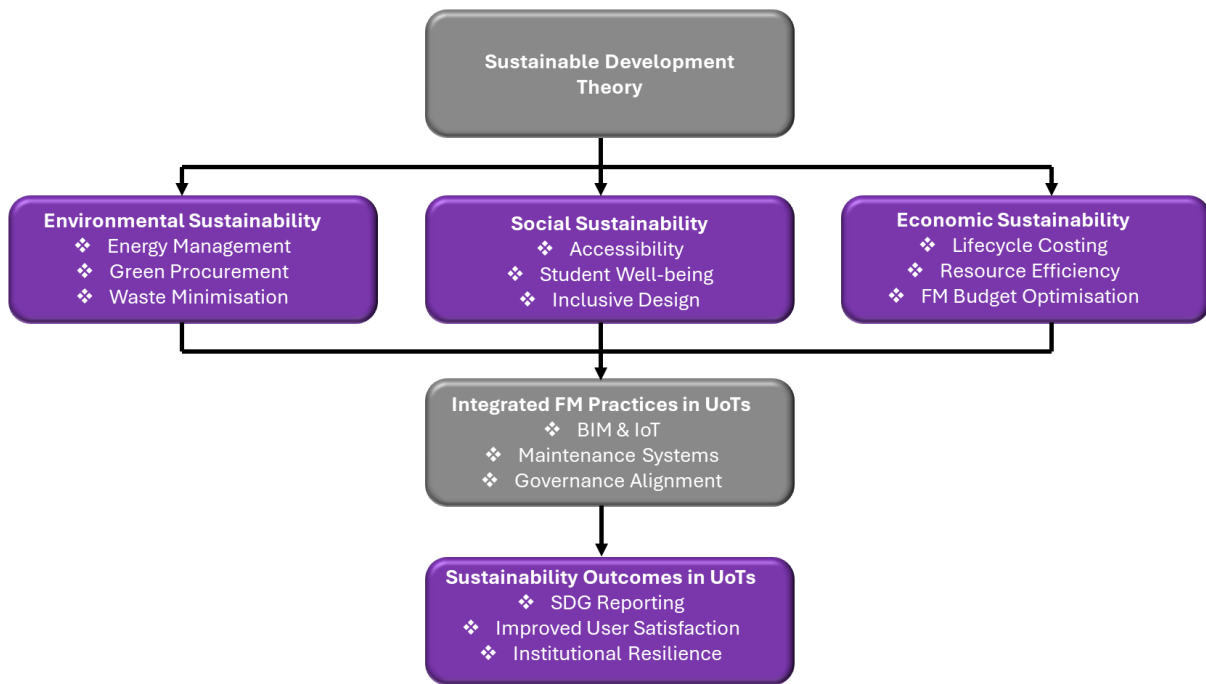 Sustainable Development
Theory
Environmental Sustainability
❖ Energy Management
❖ Green Procurement
❖ Waste Minimisation
Social Sustainability
❖ Accessibility
❖ Student Well-being
❖ Inclusive Design
Economic Sustainability
❖ Lifecycle Costing
❖ Resource Efficiency
❖ FM Budget Optimisation
Integrated FM Practices in UoTs
❖ BIM & IoT
❖ Maintenance Systems
❖ Governance Alignment
Sustainability Outcomes in UoTs
❖ SDG Reporting
❖ Improved User Satisfaction
❖ Institutional Resilience